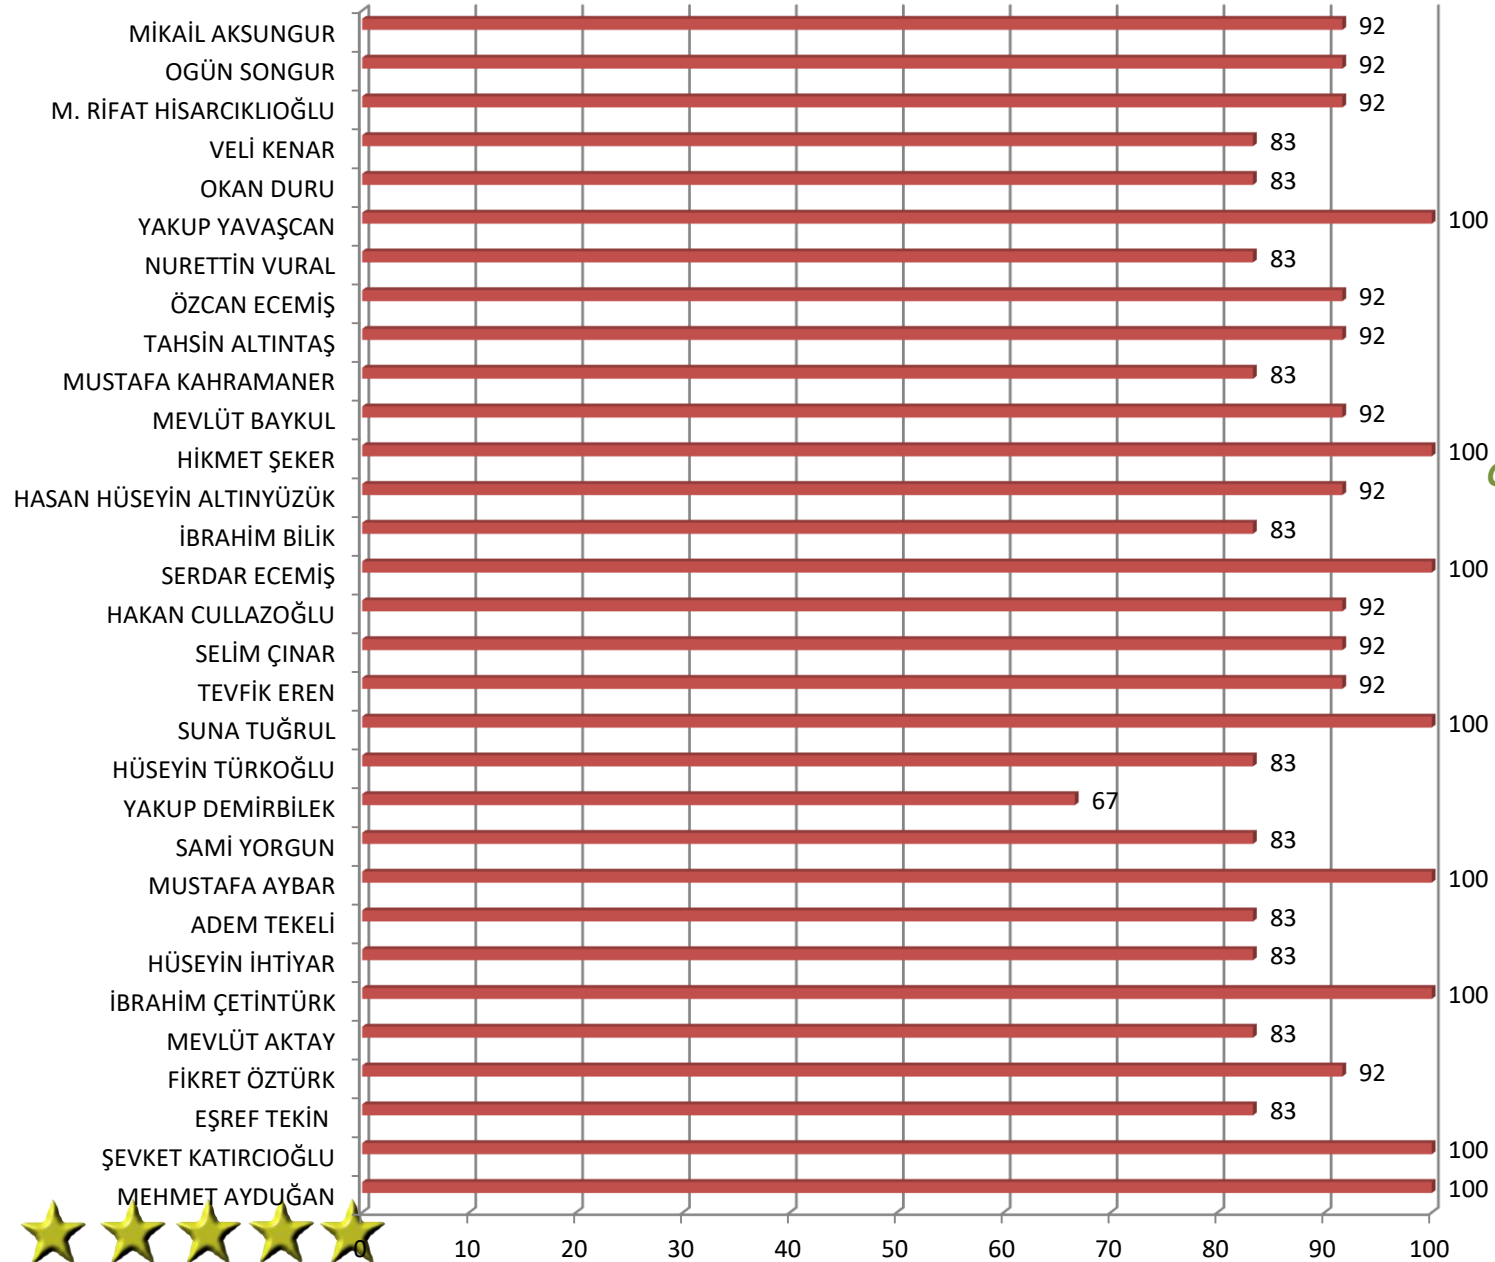 MİKAİL AKSUNGUR 92
OGÜN SONGUR 92
M. RİFAT HİSARCIKLIOĞLU 92
VELİ KENAR 83
OKAN DURU 83
YAKUP YAVAŞCAN 100
NURETTİN VURAL 83
ÖZCAN ECEMİŞ 92
TAHSİN ALTINTAŞ 92
MUSTAFA KAHRAMANER 83
MEVLÜT BAYKUL 92
HİKMET ŞEKER 100
HASAN HÜSEYİN ALTINYÜZÜK 92
İBRAHİM BİLİK 83
SERDAR ECEMİŞ 100
HAKAN CULLAZOĞLU 92
SELİM ÇINAR 92
TEVFİK EREN 92
SUNA TUĞRUL 100
HÜSEYİN TÜRKOĞLU 83
YAKUP DEMİRBİLEK 67
SAMİ YORGUN 83
MUSTAFA AYBAR 100
ADEM TEKELİ 83
HÜSEYİN İHTİYAR 83
İBRAHİM ÇETİNTÜRK 100
MEVLÜT AKTAY 83
FİKRET ÖZTÜRK 92
EŞREF TEKİN 83
ŞEVKET KATIRCIOĞLU 100
MEHMET AYDUĞAN 100
0 10 20 30 40 50 60 70 80 90 100